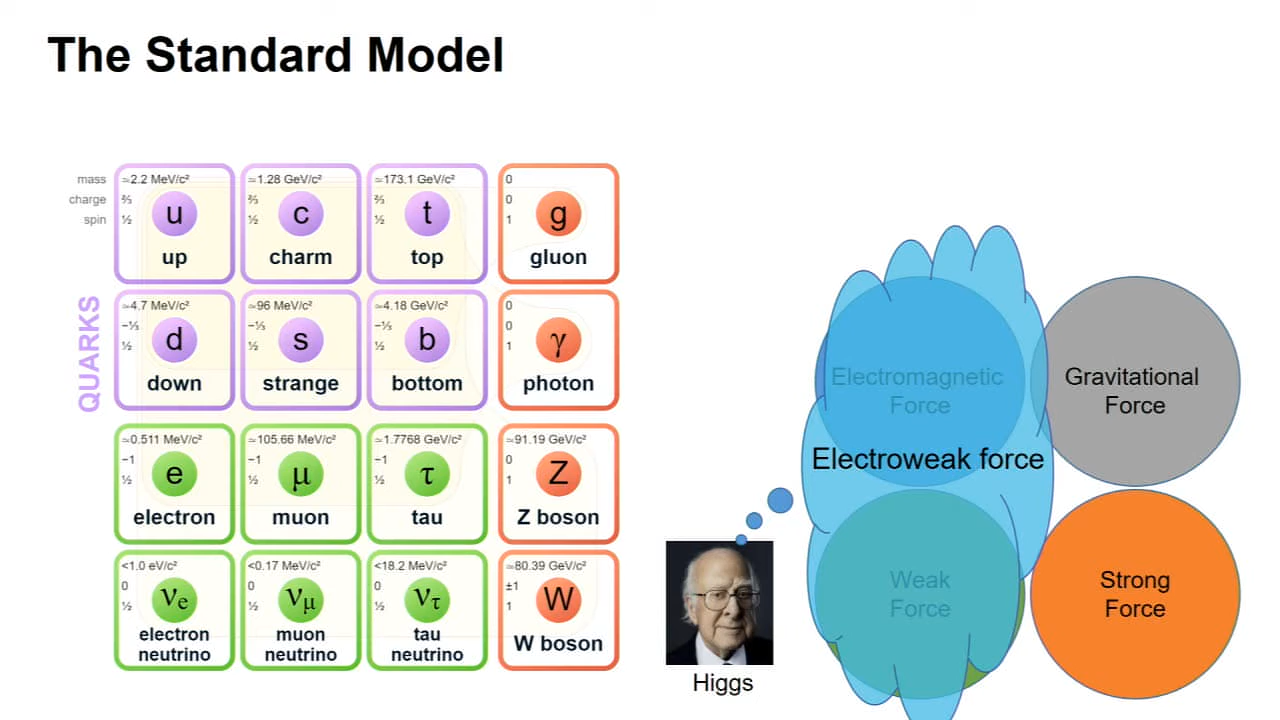 The Standard Model
mass
charge
spin
QUARKS
≃2.2 MeV/c²
⅔
½
u
up
≃1.28 GeV/c²
⅔
½
c
charm
≃173.1 GeV/c²
⅔
½
t
top
0
0
1
g
gluon
≃4.7 MeV/c²
−⅓
½
d
down
≃96 MeV/c²
−⅓
½
s
strange
≃4.18 GeV/c²
−⅓
½
b
bottom
0
0
1
γ
photon
≃0.511 MeV/c²
−1
½
e
electron
≃105.66 MeV/c²
−1
½
μ
muon
≃1.7768 GeV/c²
−1
½
τ
tau
≃91.19 GeV/c²
0
1
Z
Z boson
<1.0 eV/c²
0
½
νe
electron
neutrino
<0.17 MeV/c²
0
½
νμ
muon
neutrino
<18.2 MeV/c²
0
½
ντ
tau
neutrino
≃80.39 GeV/c²
±1
1
W
W boson
Electromagnetic
Force
Gravitational
Force
Electroweak force
Weak
Force
Strong
Force
Higgs